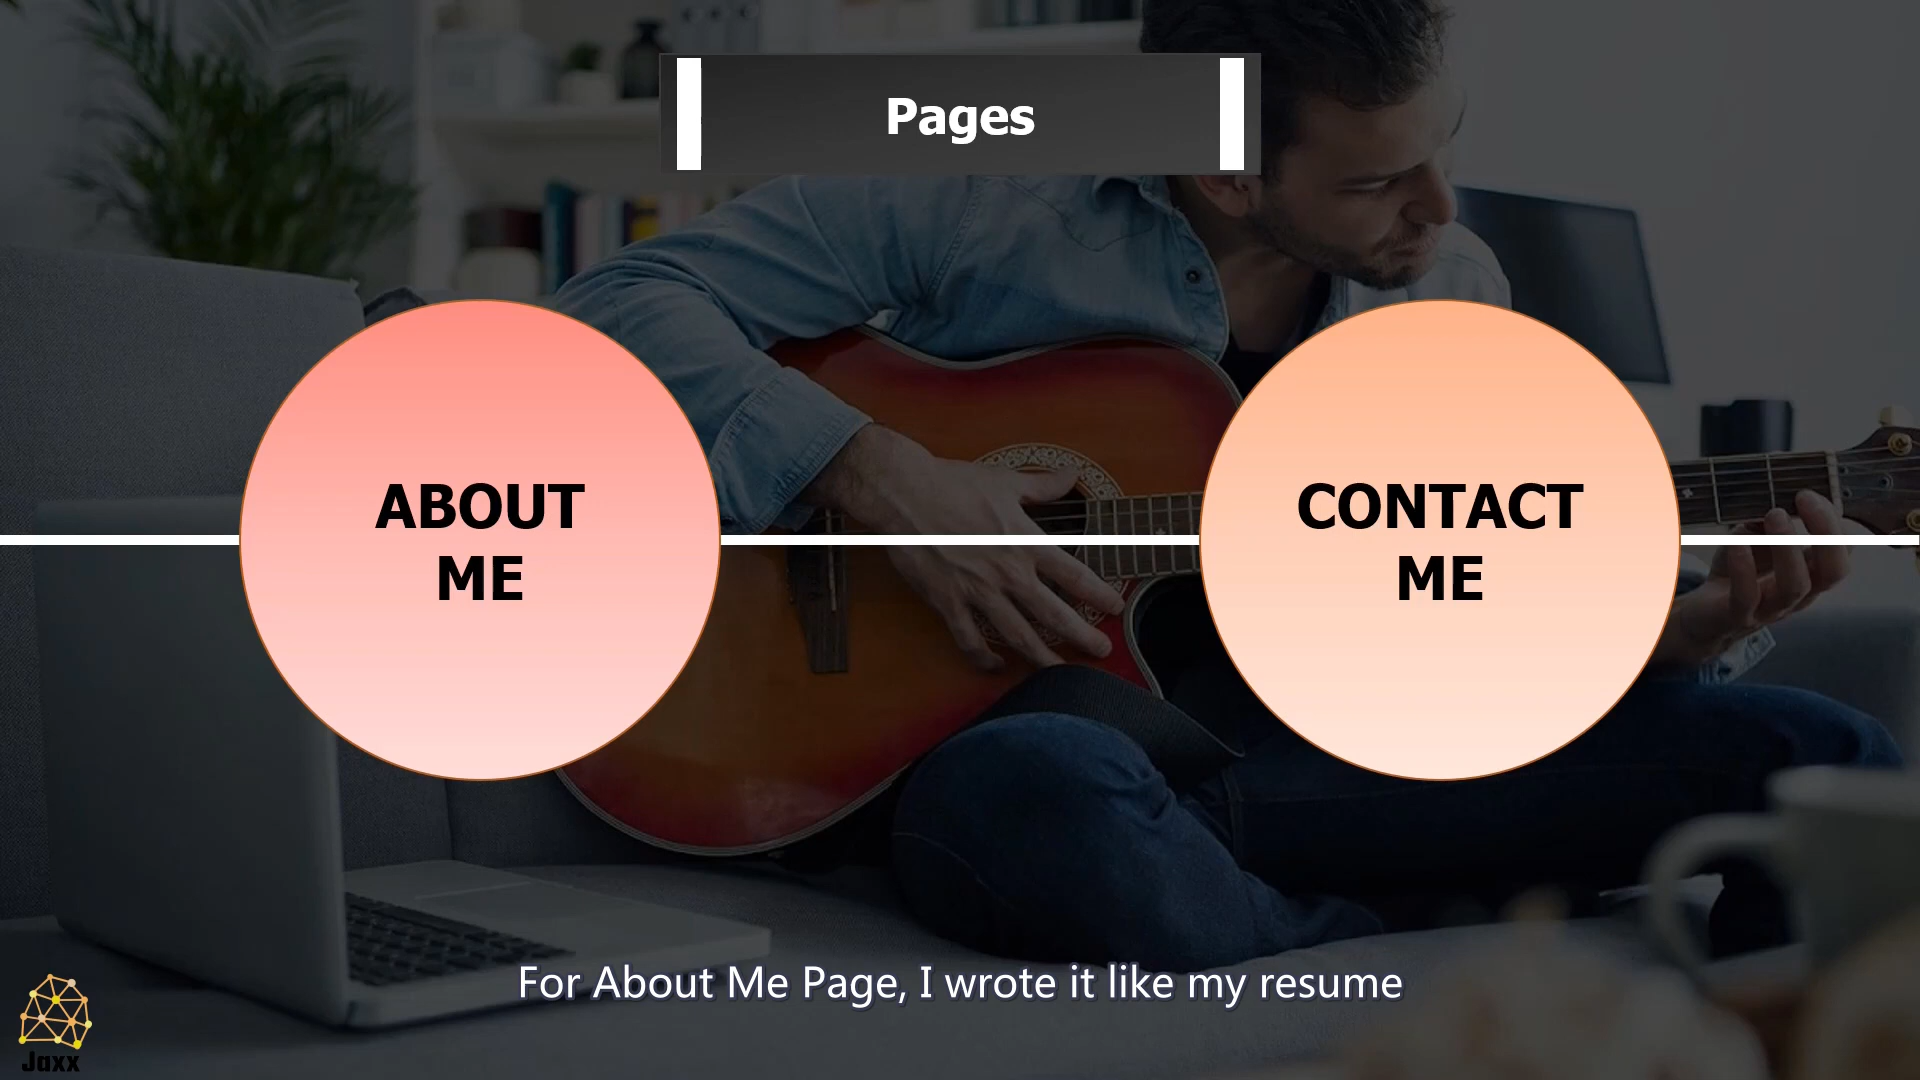 Pages
ABOUT
ME
CONTACT
ME
For About Me Page, I wrote it like my resume
Jaxx